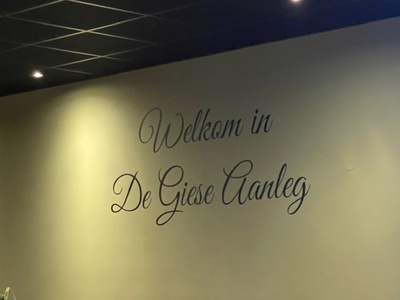 Welkom in
De Giese Aanleg